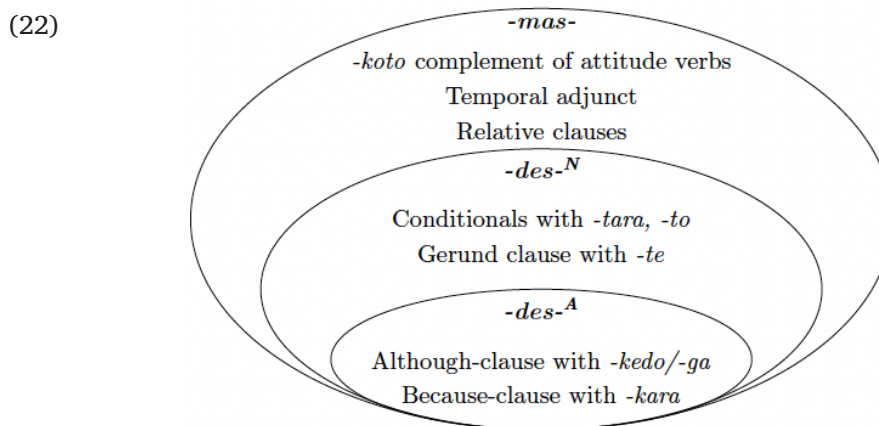 (22)
-mas-
-koto complement of attitude verbs
Temporal adjunct
Relative clauses
-des-N
Conditionals with -tara, -to
Gerund clause with -te
-des-A
Although-clause with -kedo/-ga
Because-clause with -kara